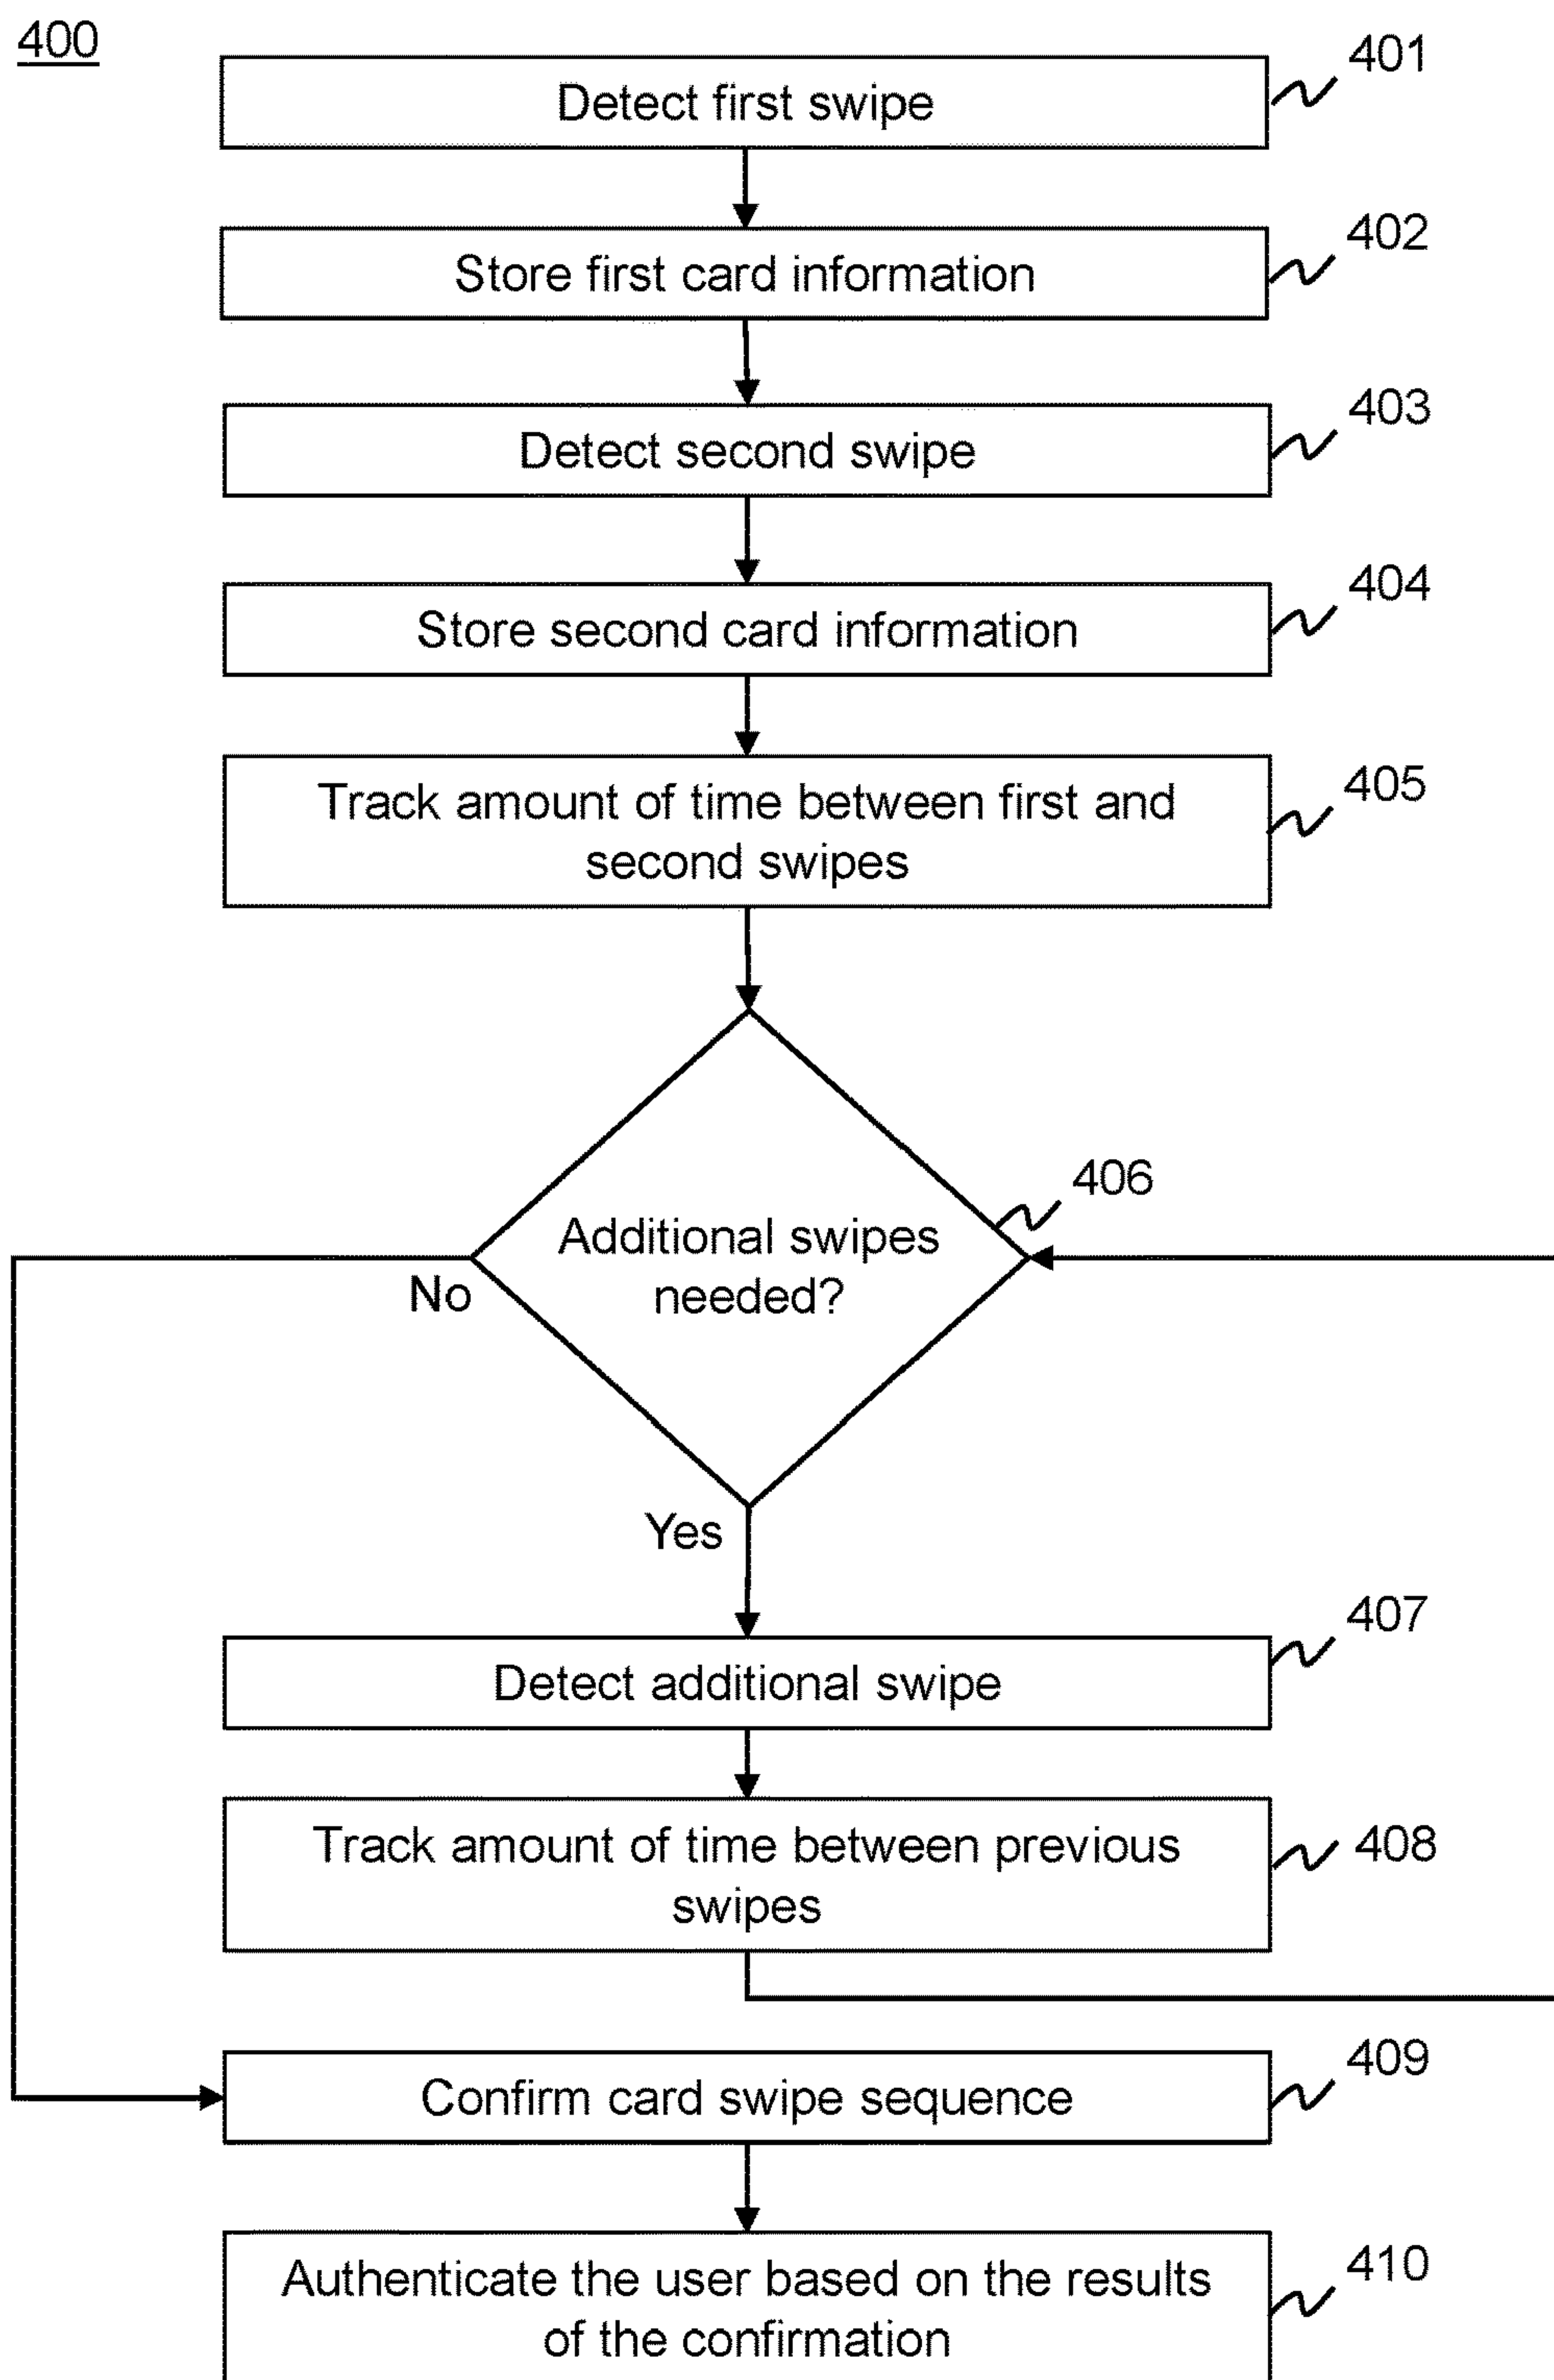 400
401
Detect first swipe
402
Store first card information
403
Detect second swipe
404
Store second card information
405
Track amount of time between first and
second swipes
406
Additional swipes
needed?
No
Yes
407
Detect additional swipe
408
Track amount of time between previous
swipes
409
Confirm card swipe sequence
410
Authenticate the user based on the results
of the confirmation